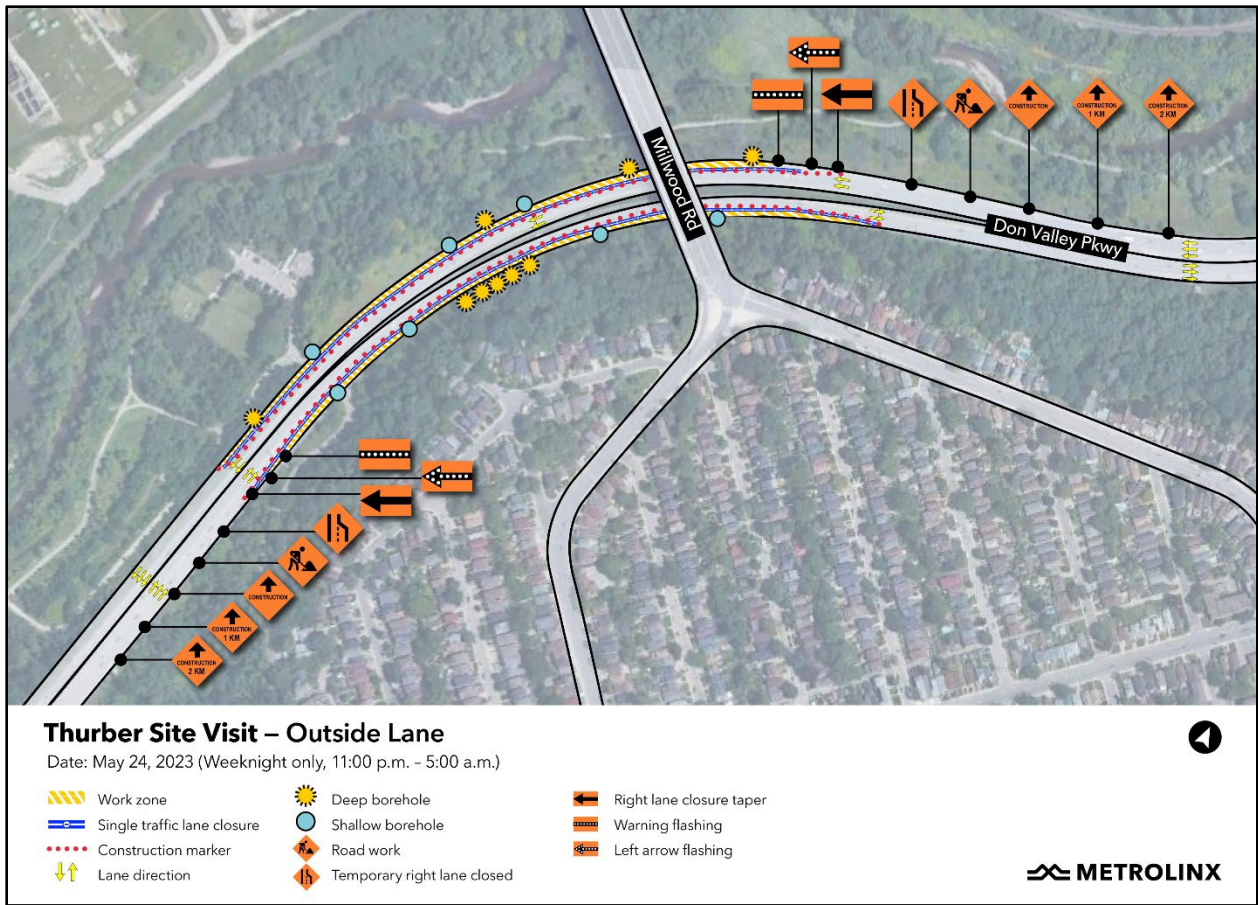 Millwood Rd
Don Valley Pkwy
CONSTRUCTION
CONSTRUCTION
1 KM
CONSTRUCTION
2 KM
CONSTRUCTION
CONSTRUCTION
1 KM
CONSTRUCTION
2 KM
Thurber Site Visit – Outside Lane
Date: May 24, 2023 (Weeknight only, 11:00 p.m. – 5:00 a.m.)
Work zone
Single traffic lane closure
Construction marker
Lane direction
Deep borehole
Shallow borehole
Road work
Temporary right lane closed
Right lane closure taper
Warning flashing
Left arrow flashing
METROLINX